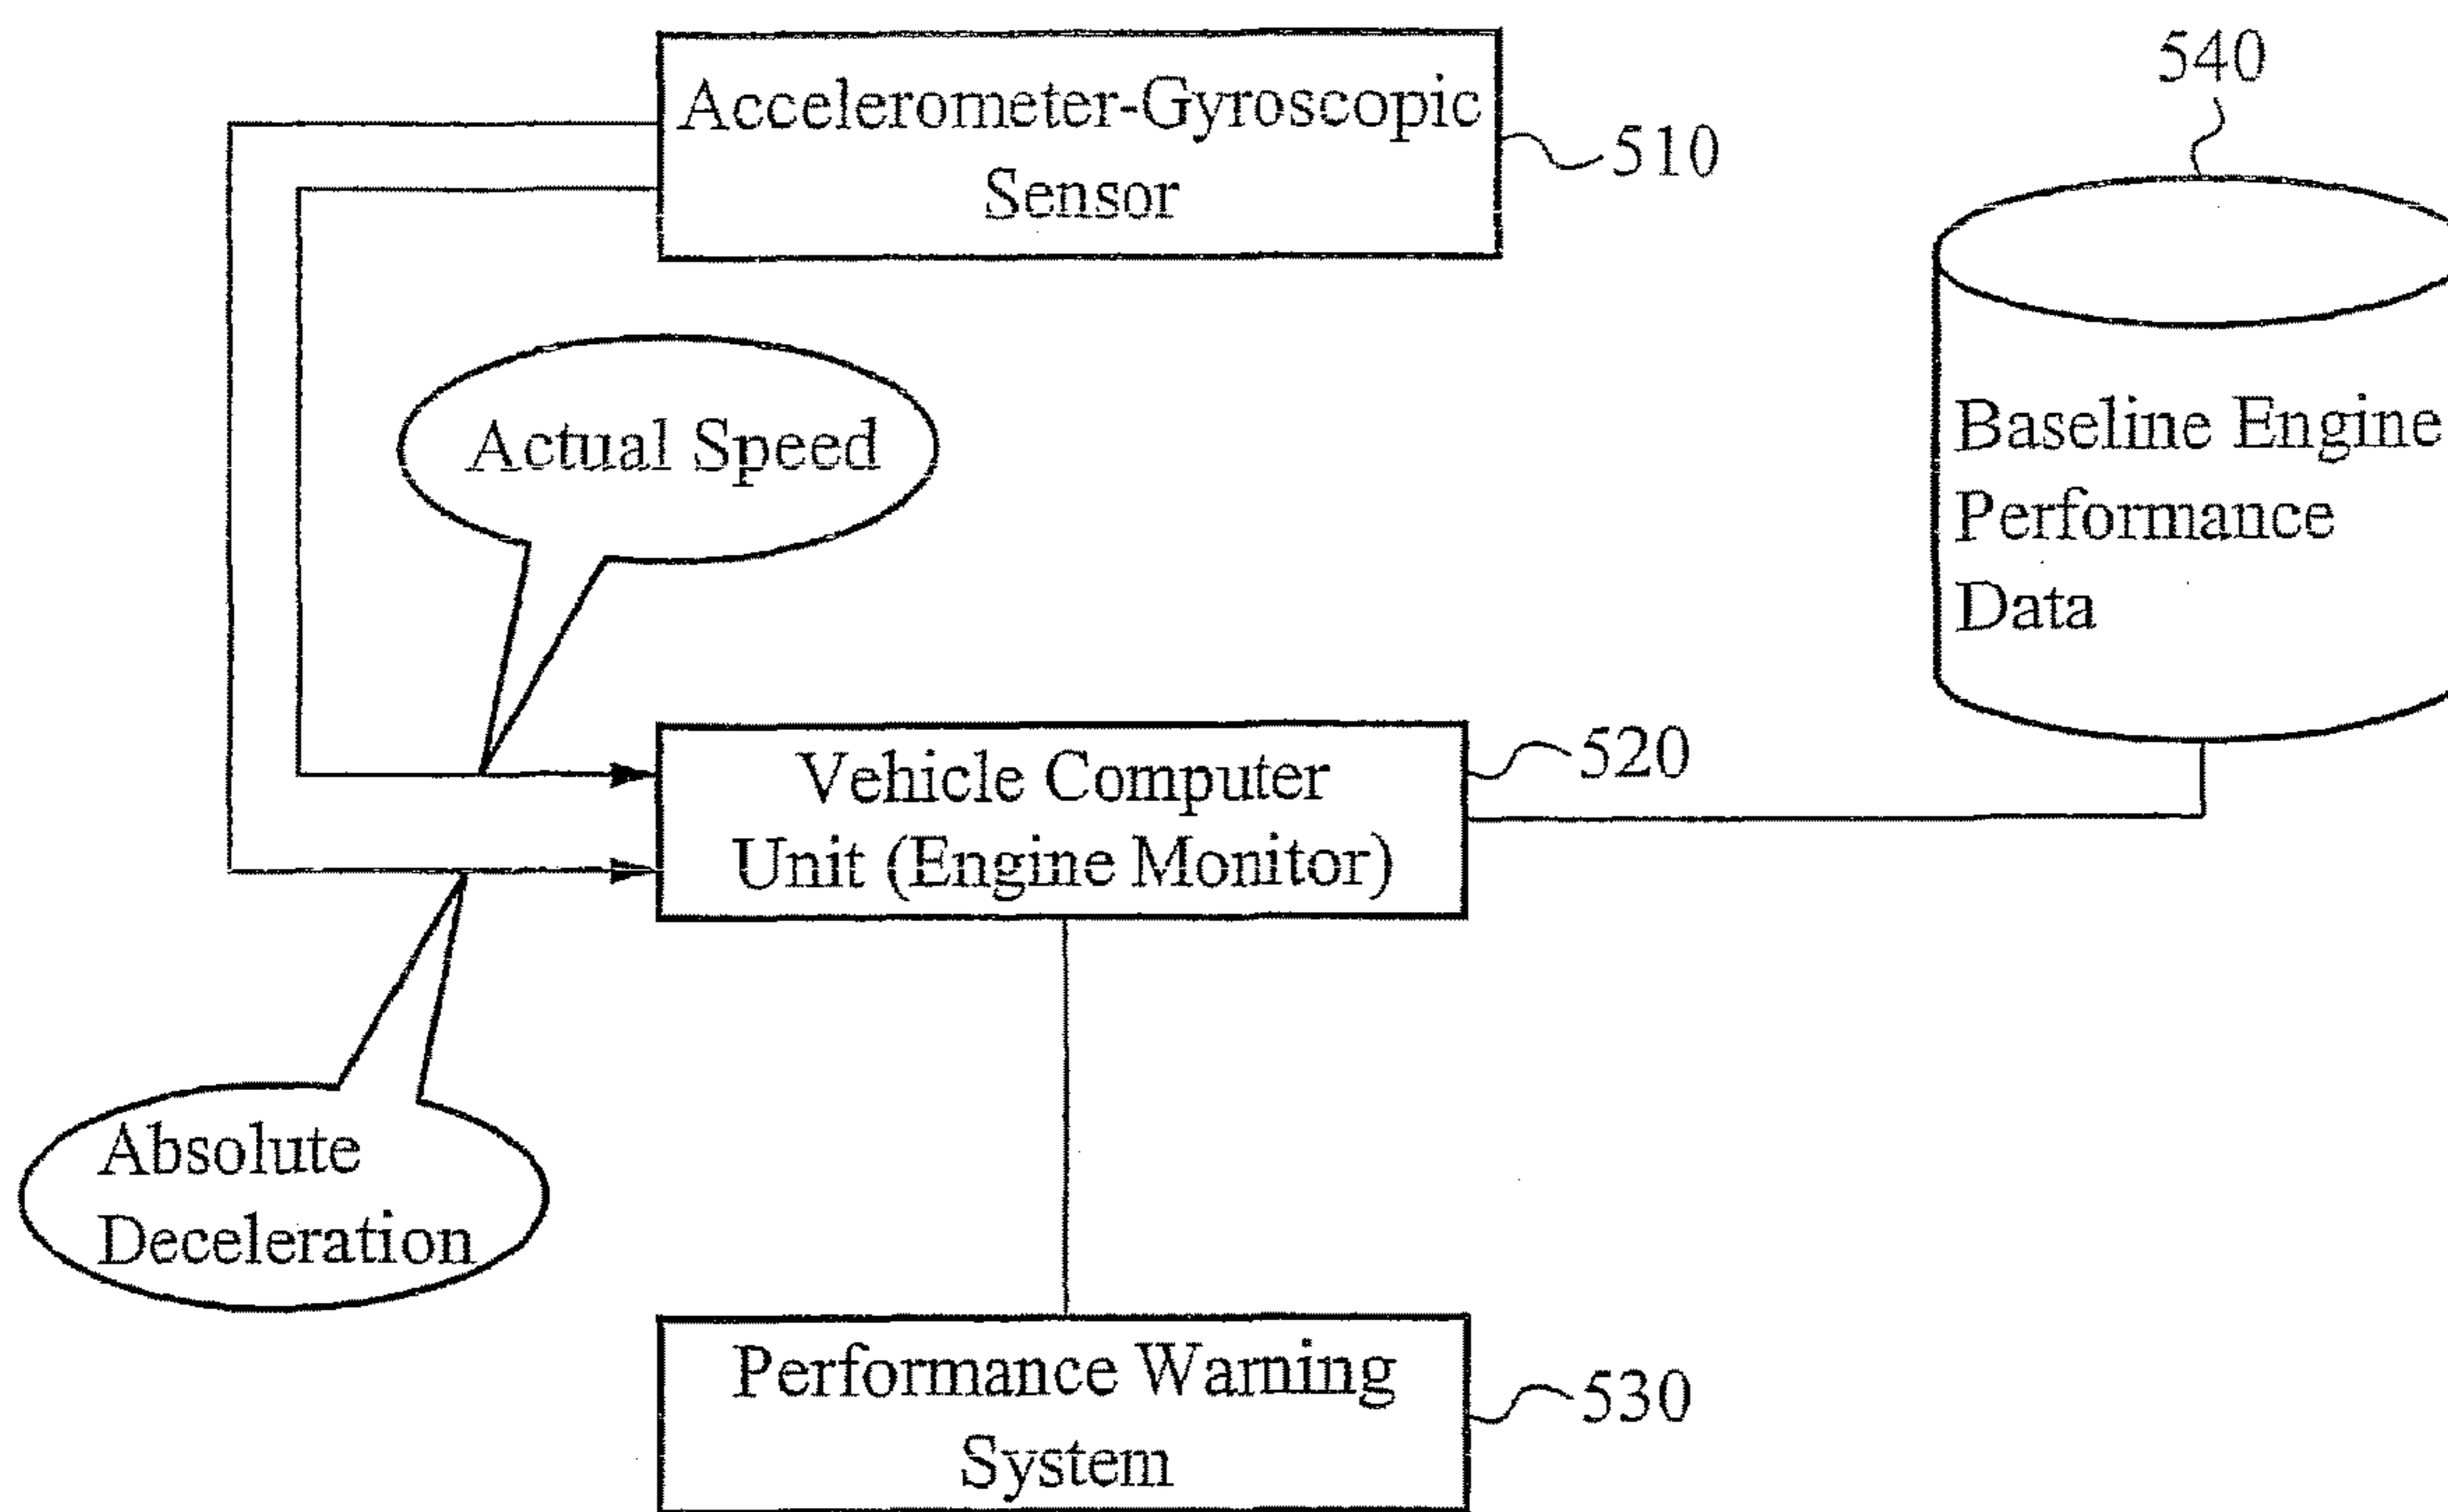 Accelerometer-Gyroscopic
Sensor
510
540
Actual Speed
Baseline Engine
Performance
Data
Vehicle Computer
Unit (Engine Monitor)
520
Absolute
Deceleration
Performance Warning
System
530